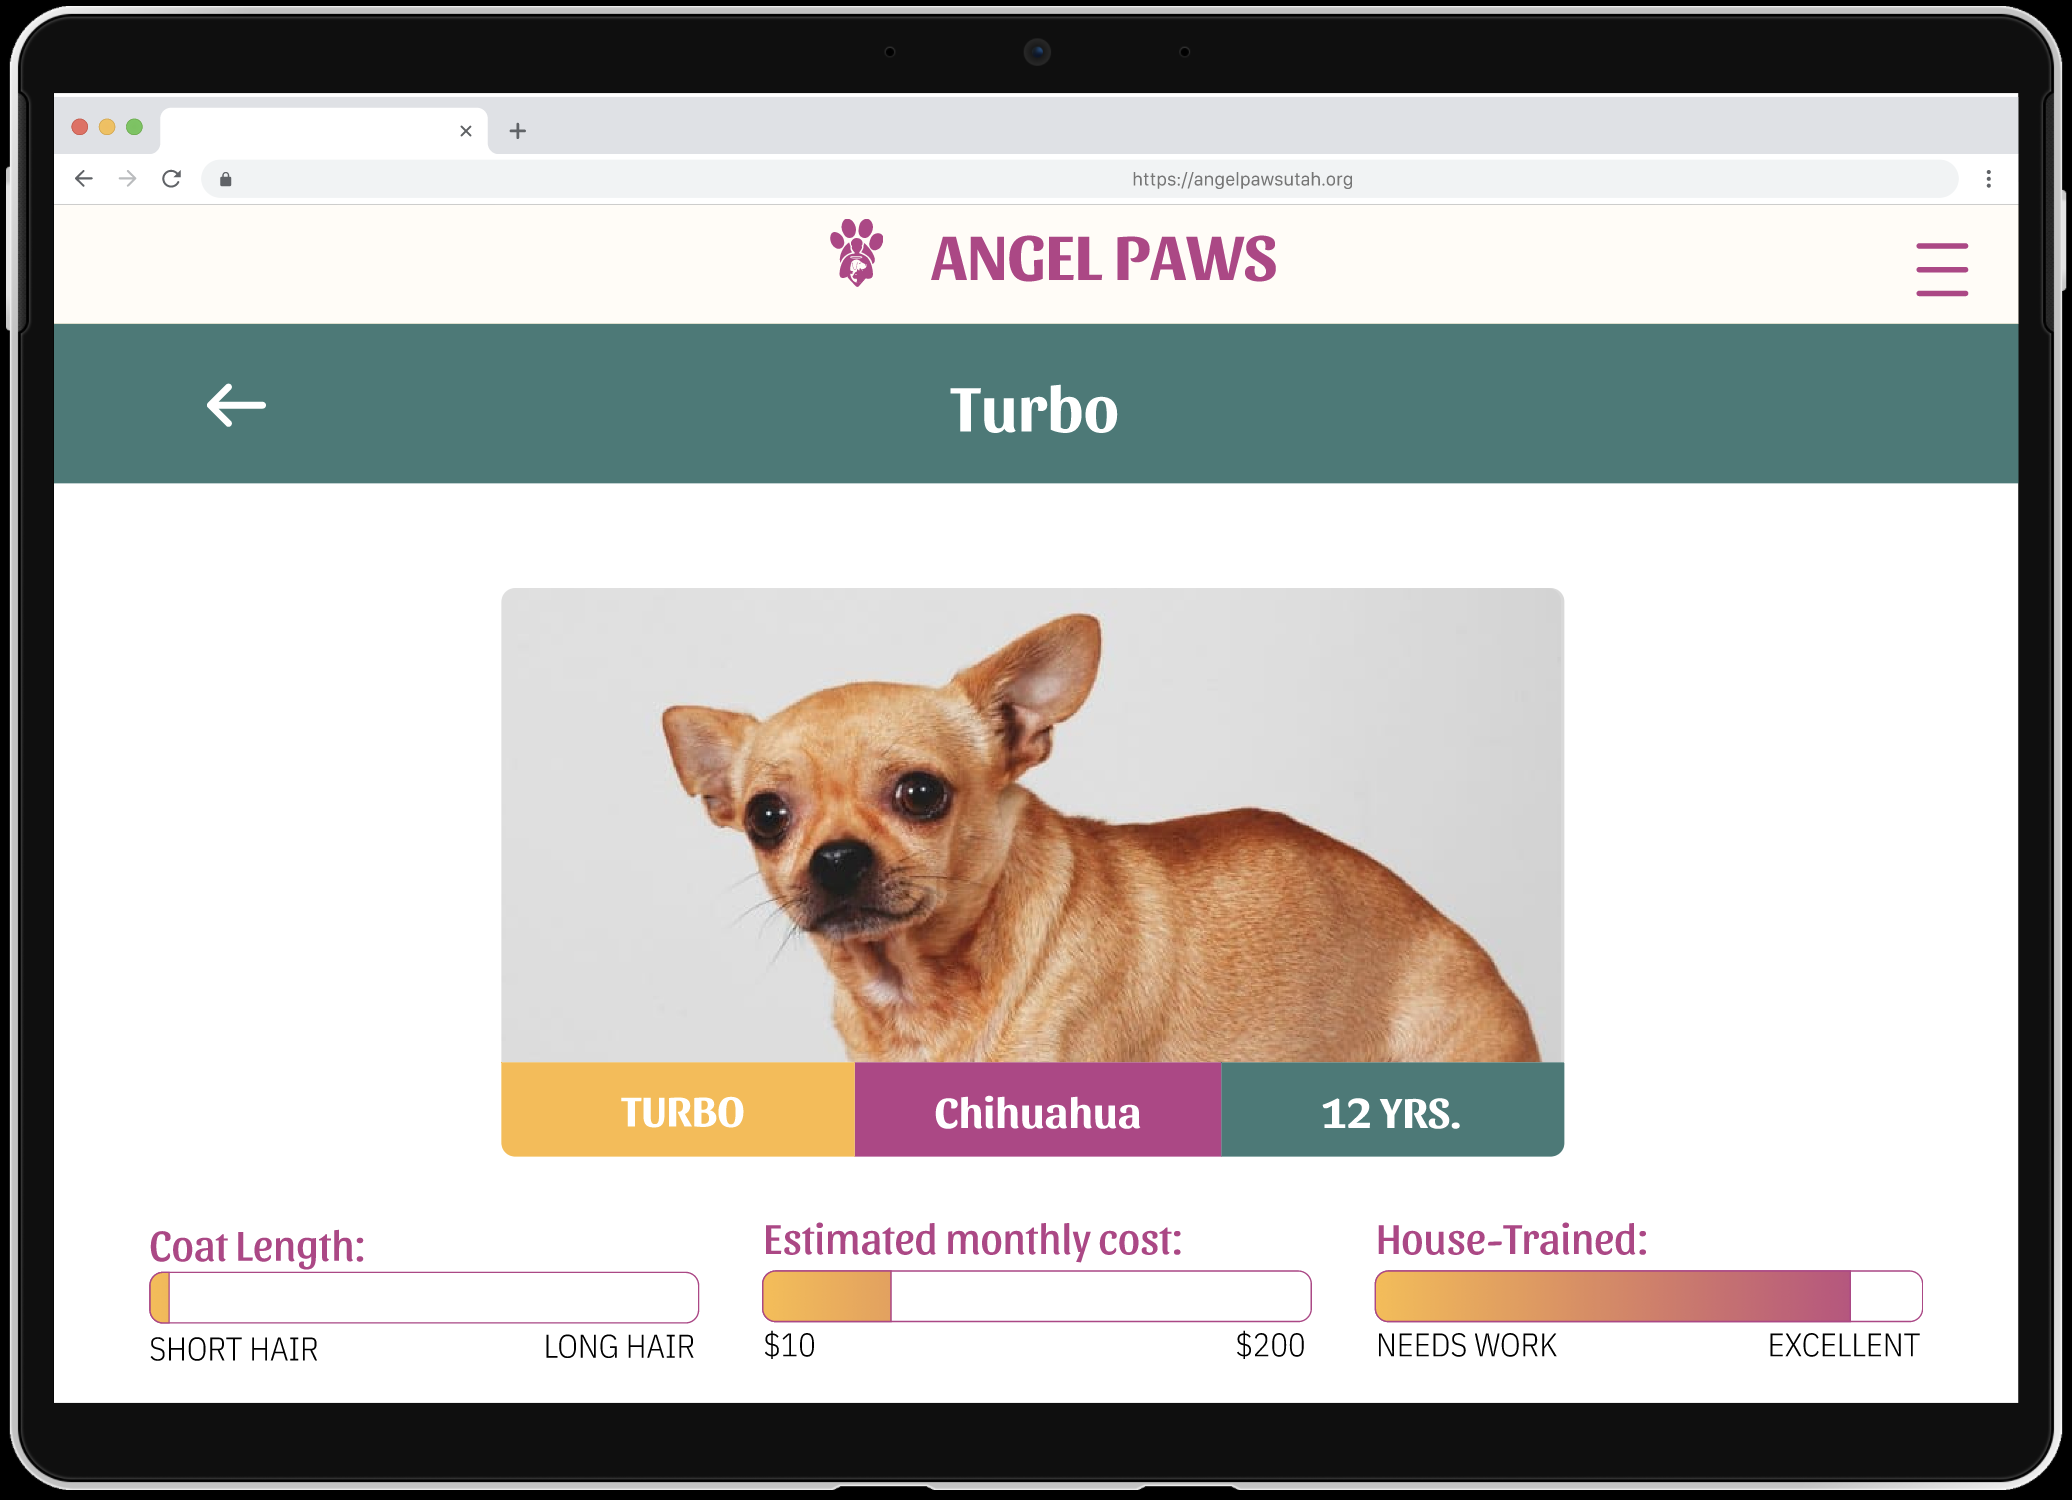 https://angelpawsutah.org
ANGEL PAWS
Turbo
TURBO Chihuahua 12 YRS.
Coat Length: Estimated monthly cost: House-Trained:
SHORT HAIR LONG HAIR $10 $200 NEEDS WORK EXCELLENT